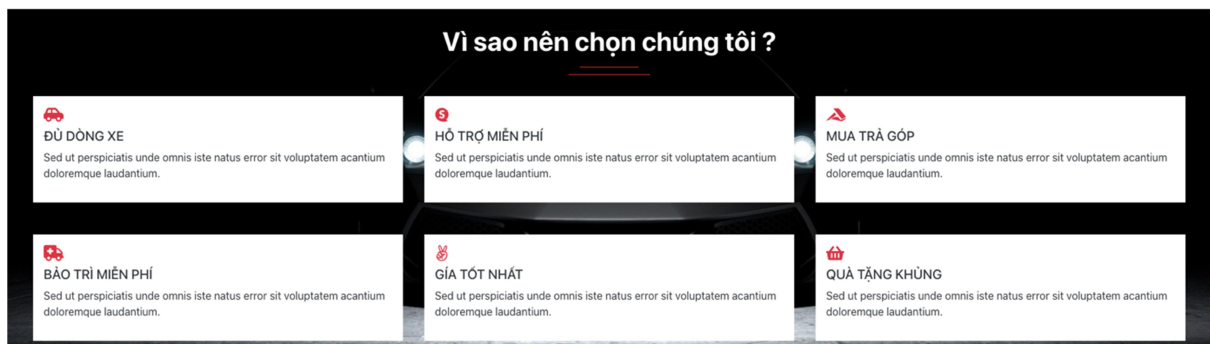 Vì sao nên chọn chúng tôi ?
ĐỦ DÒNG XE
Sed ut perspiciatis unde omnis iste natus error sit voluptatem acantium
doloremque laudantium.
HỖ TRỢ MIỄN PHÍ
Sed ut perspiciatis unde omnis iste natus error sit voluptatem acantium
doloremque laudantium.
MUA TRẢ GÓP
Sed ut perspiciatis unde omnis iste natus error sit voluptatem acantium
doloremque laudantium.
BẢO TRÌ MIỄN PHÍ
Sed ut perspiciatis unde omnis iste natus error sit voluptatem acantium
doloremque laudantium.
GÍA TỐT NHẤT
Sed ut perspiciatis unde omnis iste natus error sit voluptatem acantium
doloremque laudantium.
QUÀ TẶNG KHỦNG
Sed ut perspiciatis unde omnis iste natus error sit voluptatem acantium
doloremque laudantium.